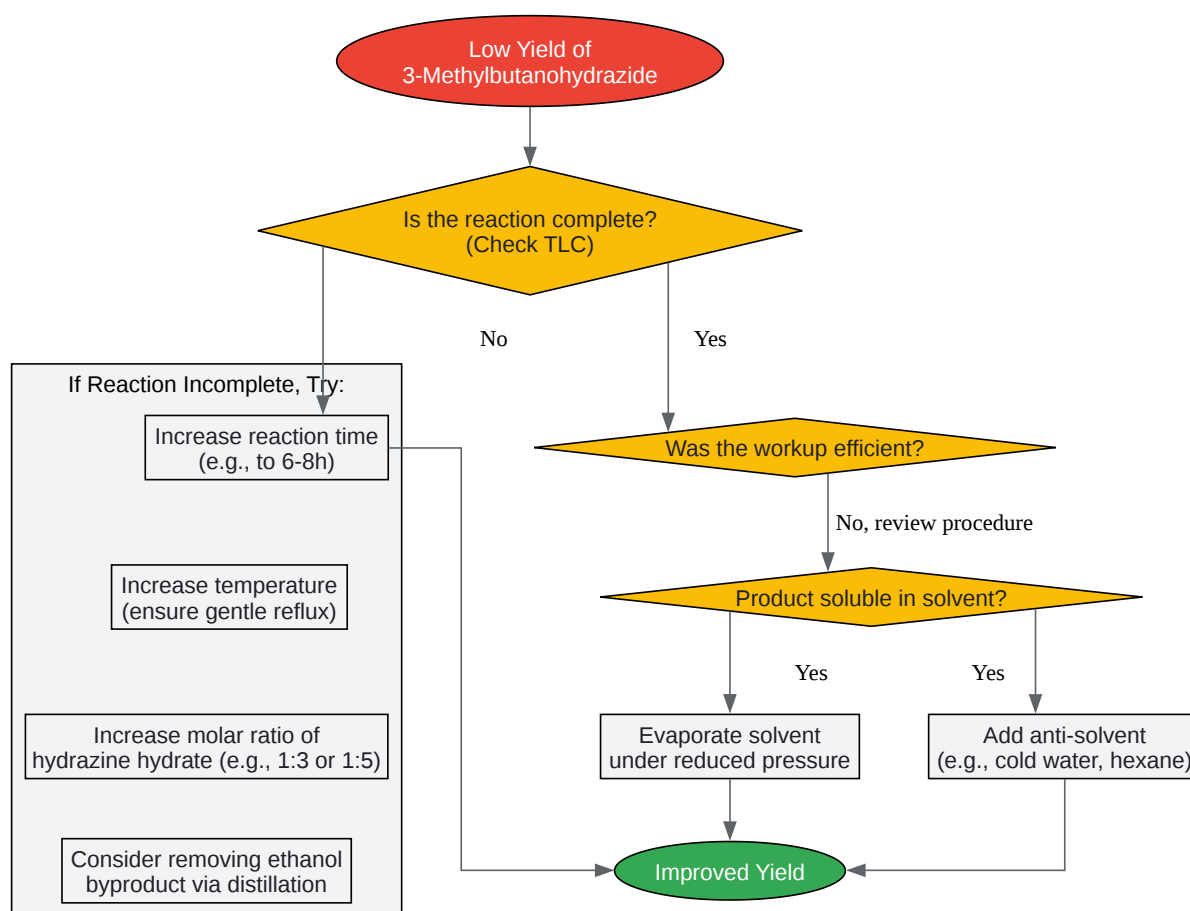 Low Yield of
3-Methylbutanohydrazide
Is the reaction complete?
(Check TLC)
No
Yes
If Reaction Incomplete, Try:
Increase reaction time
(e.g., to 6-8h)
Was the workup efficient?
No, review procedure
Increase temperature
(ensure gentle reflux)
Product soluble in solvent?
Yes
Yes
Increase molar ratio of
hydrazine hydrate (e.g., 1:3 or 1:5)
Evaporate solvent
under reduced pressure
Add anti-solvent
(e.g., cold water, hexane)
Consider removing ethanol
byproduct via distillation
Improved Yield